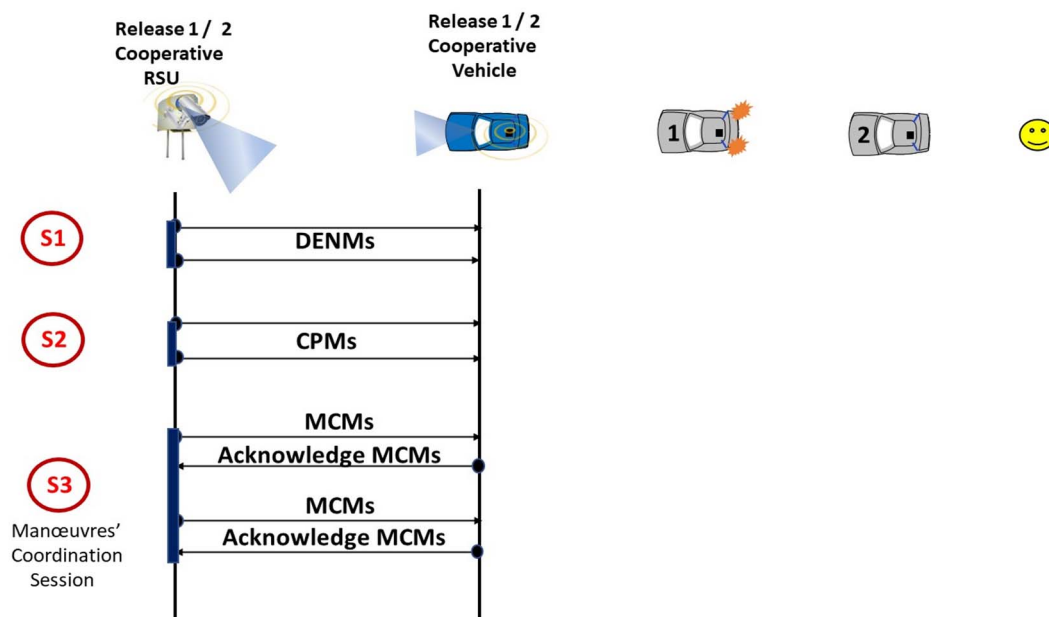 Release 1 / 2
Cooperative
RSU
Release 1 / 2
Cooperative
Vehicle
1
2
S1
DENMs
S2
CPMs
MCMs
Acknowledge MCMs
S3
MCMs
Acknowledge MCMs
Manœuvres’
Coordination
Session